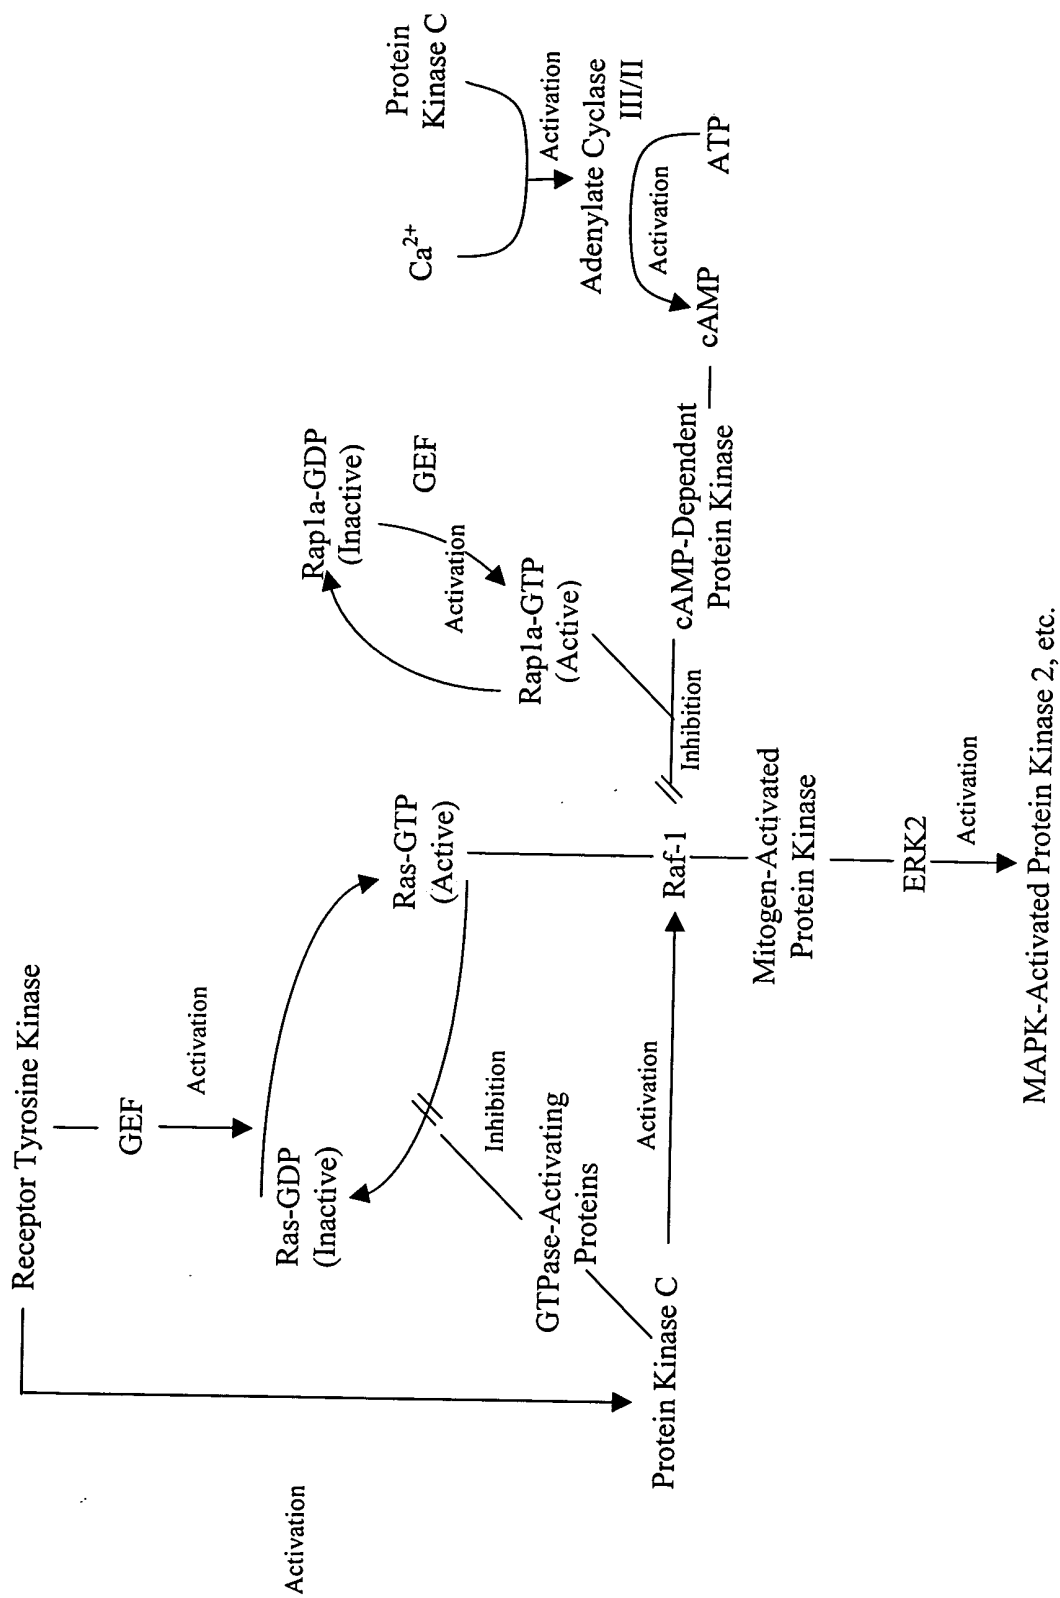 Receptor Tyrosine Kinase
GEF
Activation
Activation
Ras-GDP
(Inactive)
Ras-GTP
(Active)
Inhibition
GTPase-Activating
Proteins
Protein Kinase C
Activation
Raf-1
Mitogen-Activated
Protein Kinase
ERK2
Activation
MAPK-Activated Protein Kinase 2, etc.
Rap1a-GDP
(Inactive)
GEF
Activation
Rap1a-GTP
(Active)
Inhibition
cAMP-Dependent
Protein Kinase
cAMP
Activation
ATP
Adenylate Cyclase
III/II
Activation
Ca2+
Protein
Kinase C